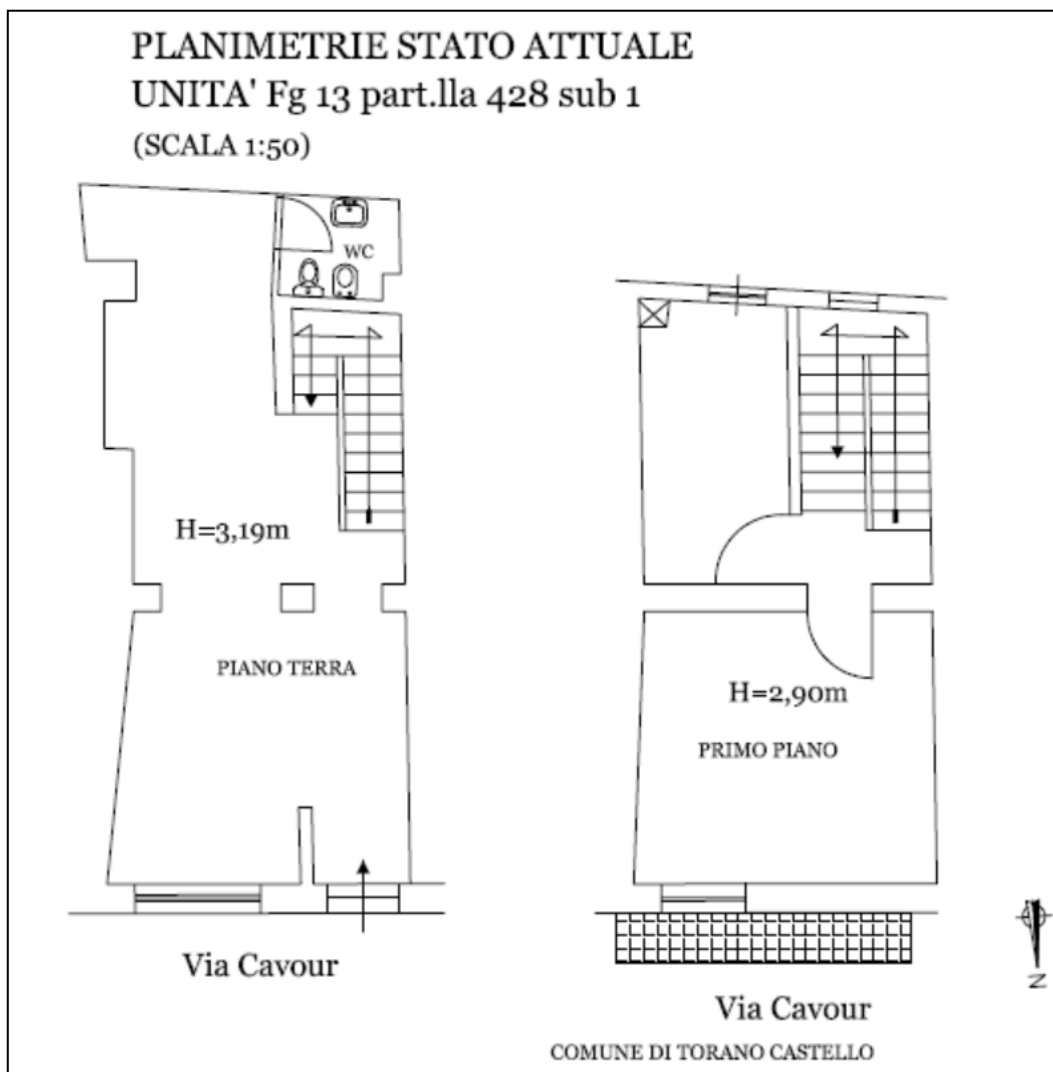 PLANIMETRIE STATO ATTUALE
UNITA' Fg 13 part.lla 428 sub 1
(SCALA 1:50)
WC
H=3,19m
PIANO TERRA
Via Cavour
H=2,90m
PRIMO PIANO
Via Cavour
COMUNE DI TORANO CASTELLO
N